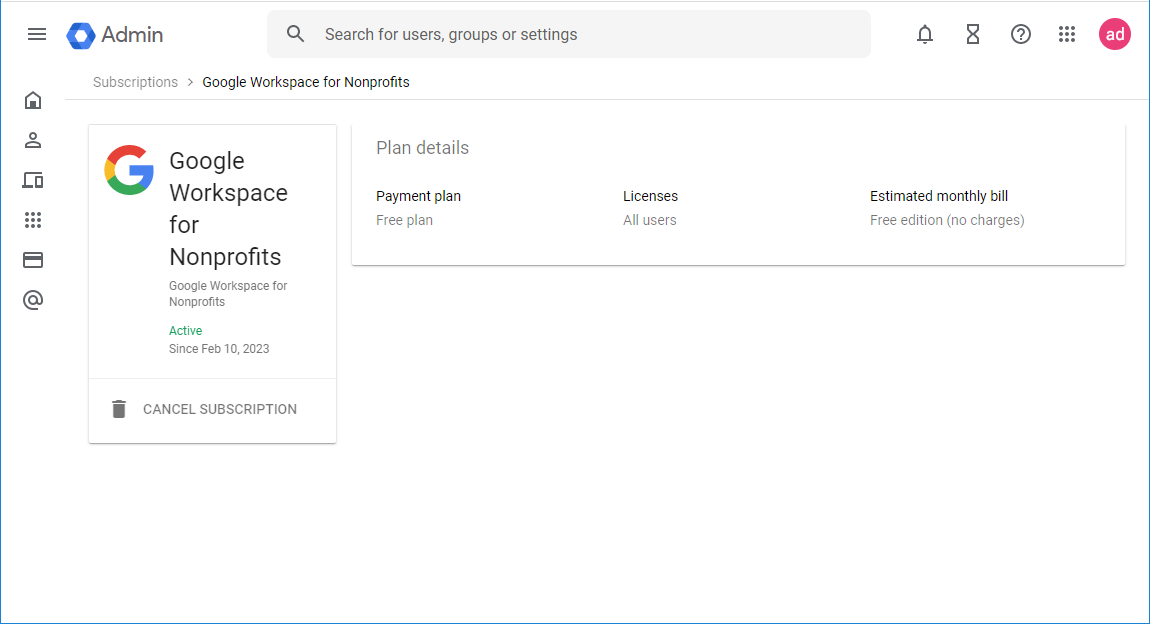 Admin
Search for users, groups or settings
ad
Subscriptions > Google Workspace for Nonprofits
Google
Workspace
for
Nonprofits
Google Workspace for
Nonprofits
Active
Since Feb 10, 2023
CANCEL SUBSCRIPTION
Plan details
Payment plan
Free plan
Licenses
All users
Estimated monthly bill
Free edition (no charges)